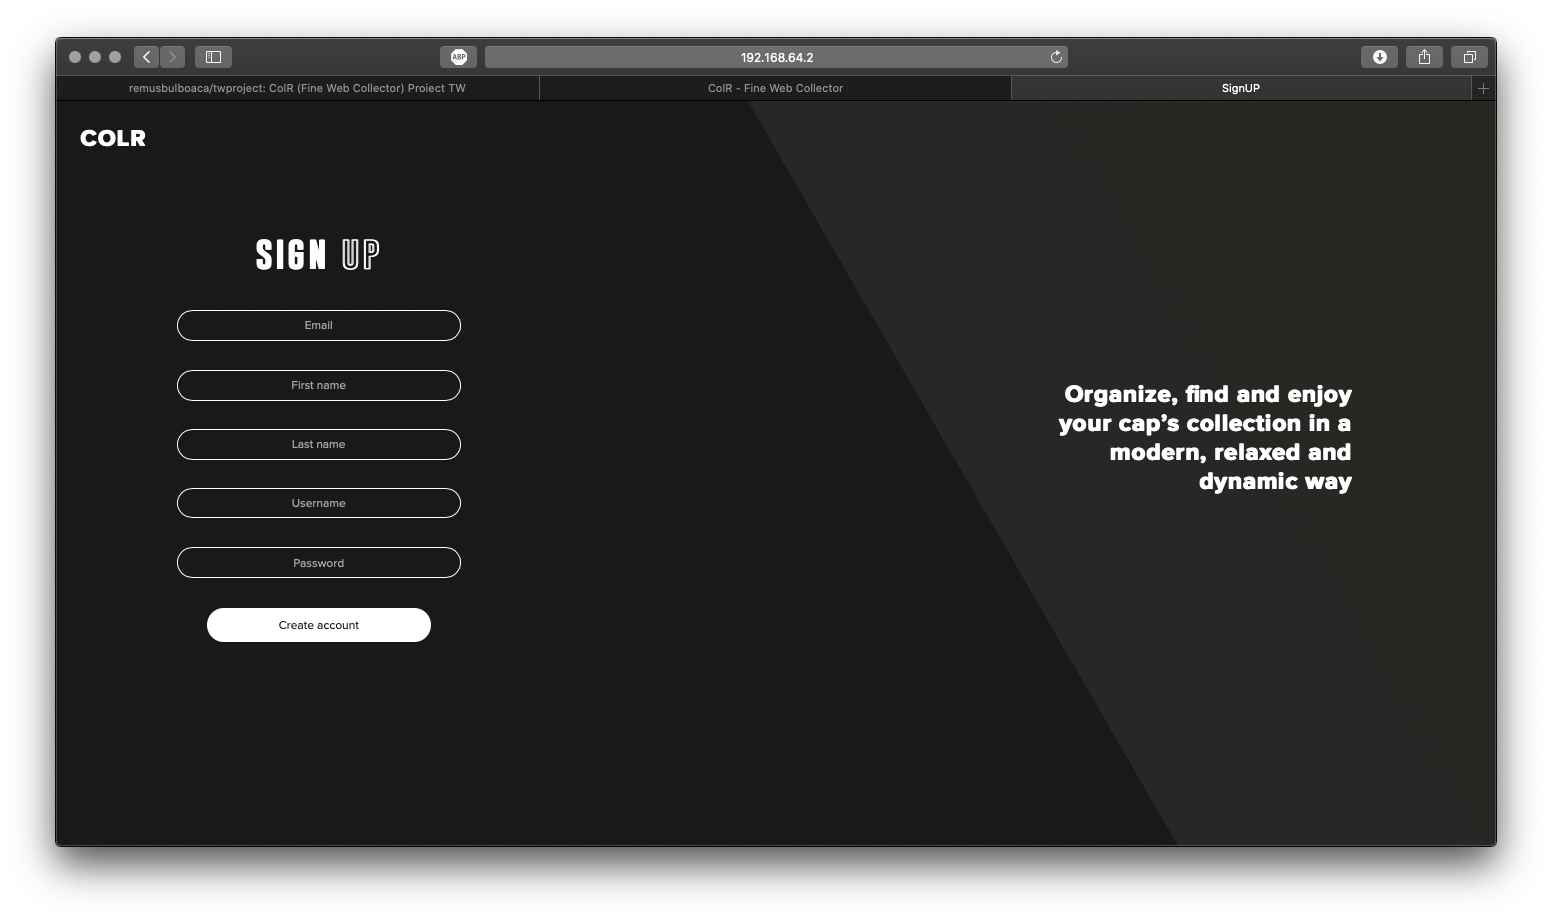 ABP
192.168.64.2
remusbulboaca/twproject: ColR (Fine Web Collector) Proiect TW
ColR - Fine Web Collector
SignUP
COLR
SIGN UP
Email
First name
Last name
Username
Password
Create account
Organize, find and enjoy
your cap’s collection in a
modern, relaxed and
dynamic way